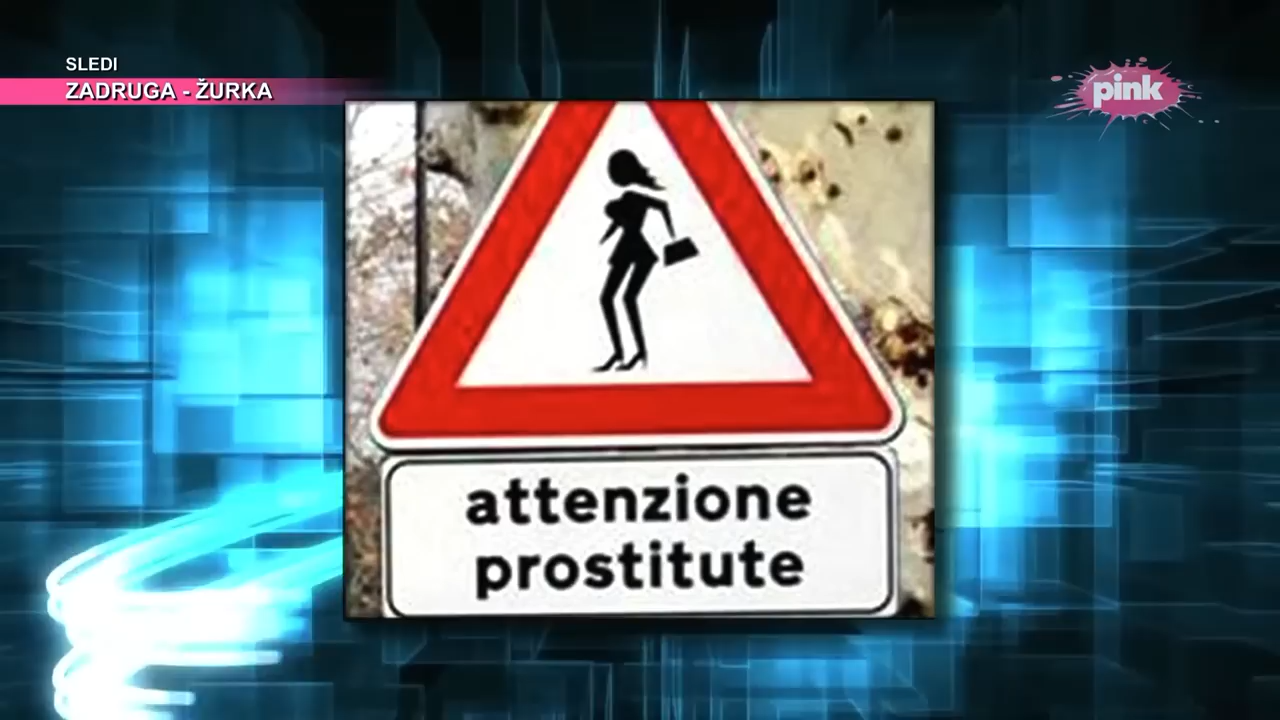 SLEDI
ZADRUGA - ŽURKA
pink
attenzione
prostitute